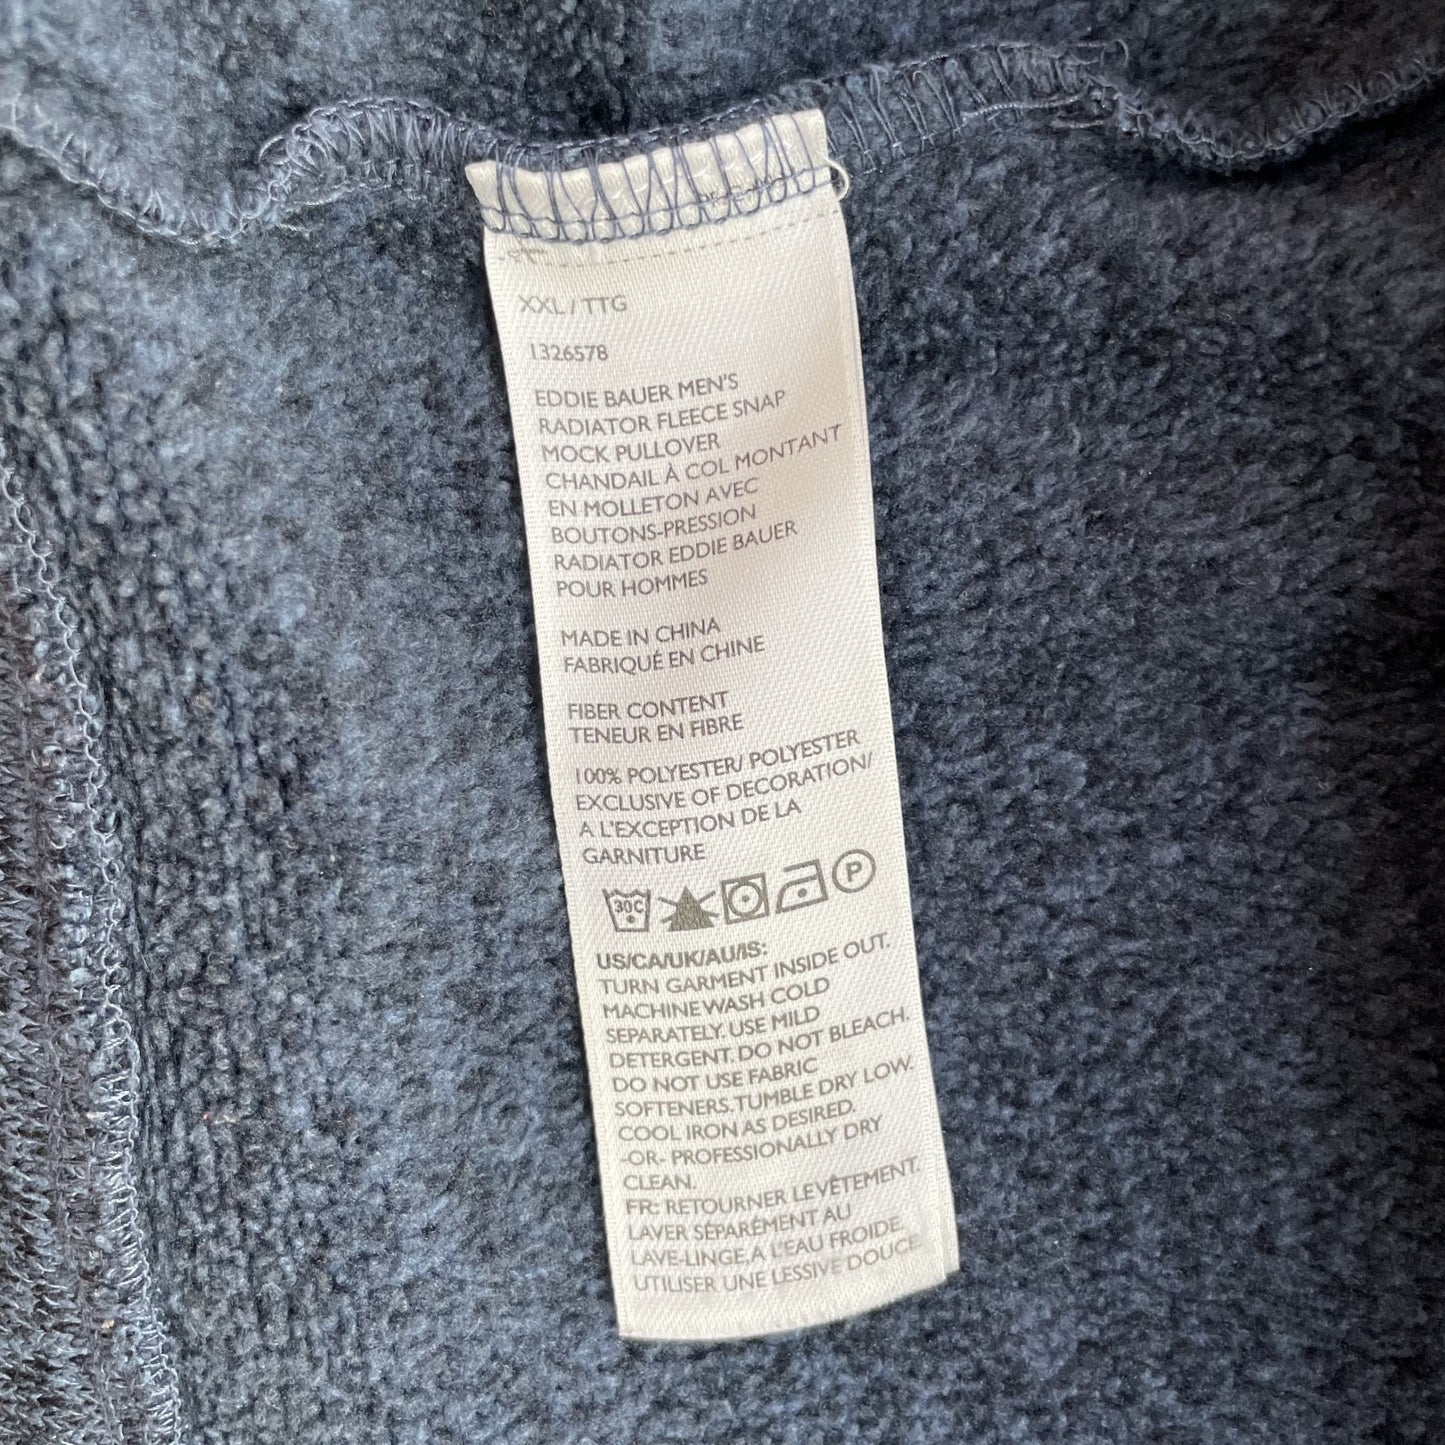 XXL / TTG
1326578
EDDIE BAUER MEN'S
RADIATOR FLEECE SNAP
MOCK PULLOVER
CHANDAIL À COL MONTANT
EN MOLLETON AVEC
BOUTONS-PRESSION
RADIATOR EDDIE BAUER
POUR HOMMES
MADE IN CHINA
FABRIQUÉ EN CHINE
FIBER CONTENT
TENEUR EN FIBRE
100% POLYESTER/ POLYESTER
EXCLUSIVE OF DECORATION/
A L'EXCEPTION DE LA
GARNITURE
30C
P
US/CA/UK/AU/IS:
TURN GARMENT INSIDE OUT.
MACHINE WASH COLD
SEPARATELY. USE MILD
DETERGENT. DO NOT BLEACH.
DO NOT USE FABRIC
SOFTENERS. TUMBLE DRY LOW.
COOL IRON AS DESIRED.
-OR- PROFESSIONALLY DRY
CLEAN.
FR: RETOURNER LEVÊTEMENT.
LAVER SÉPARÉMENT AU
LAVE-LINGE, A L'EAU FROIDE.
UTILISER UNE LESSIVE DOUCE